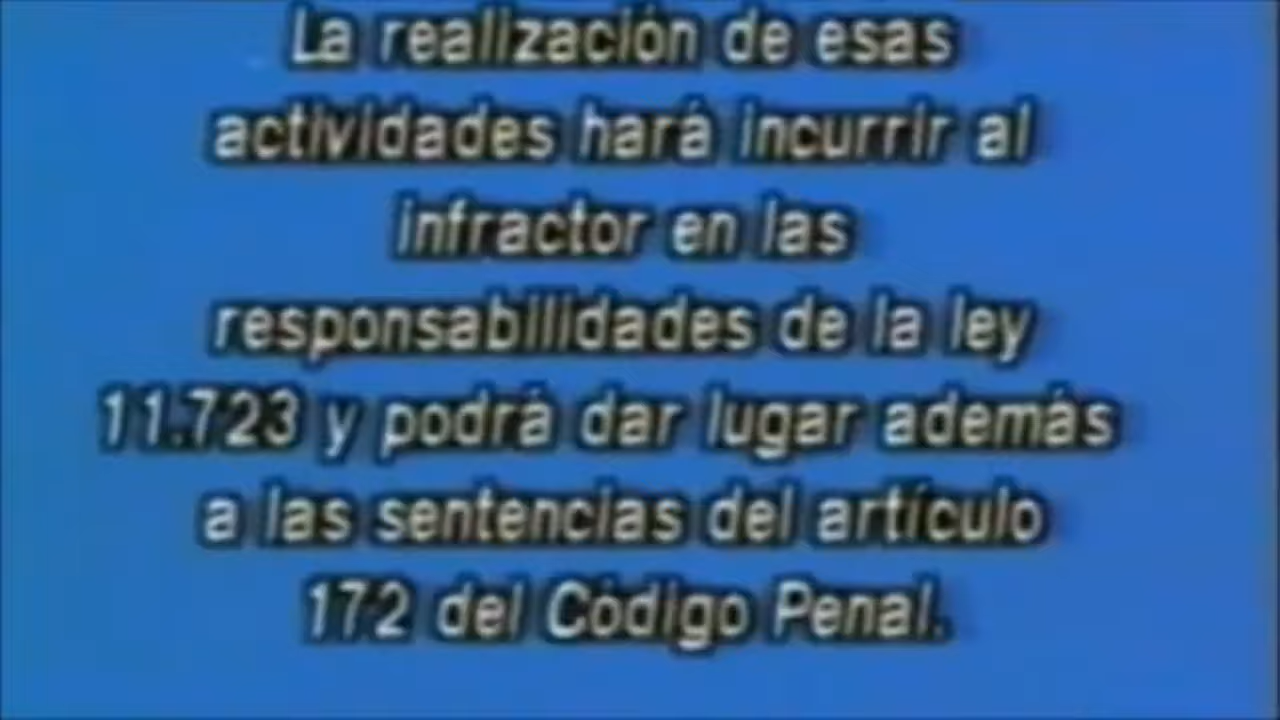 La realización de esas
actividades hará incurrir al
infractor en las
responsabilidades de la ley
11.723 y podrá dar lugar además
a las sentencias del artículo
172 del Código Penal.